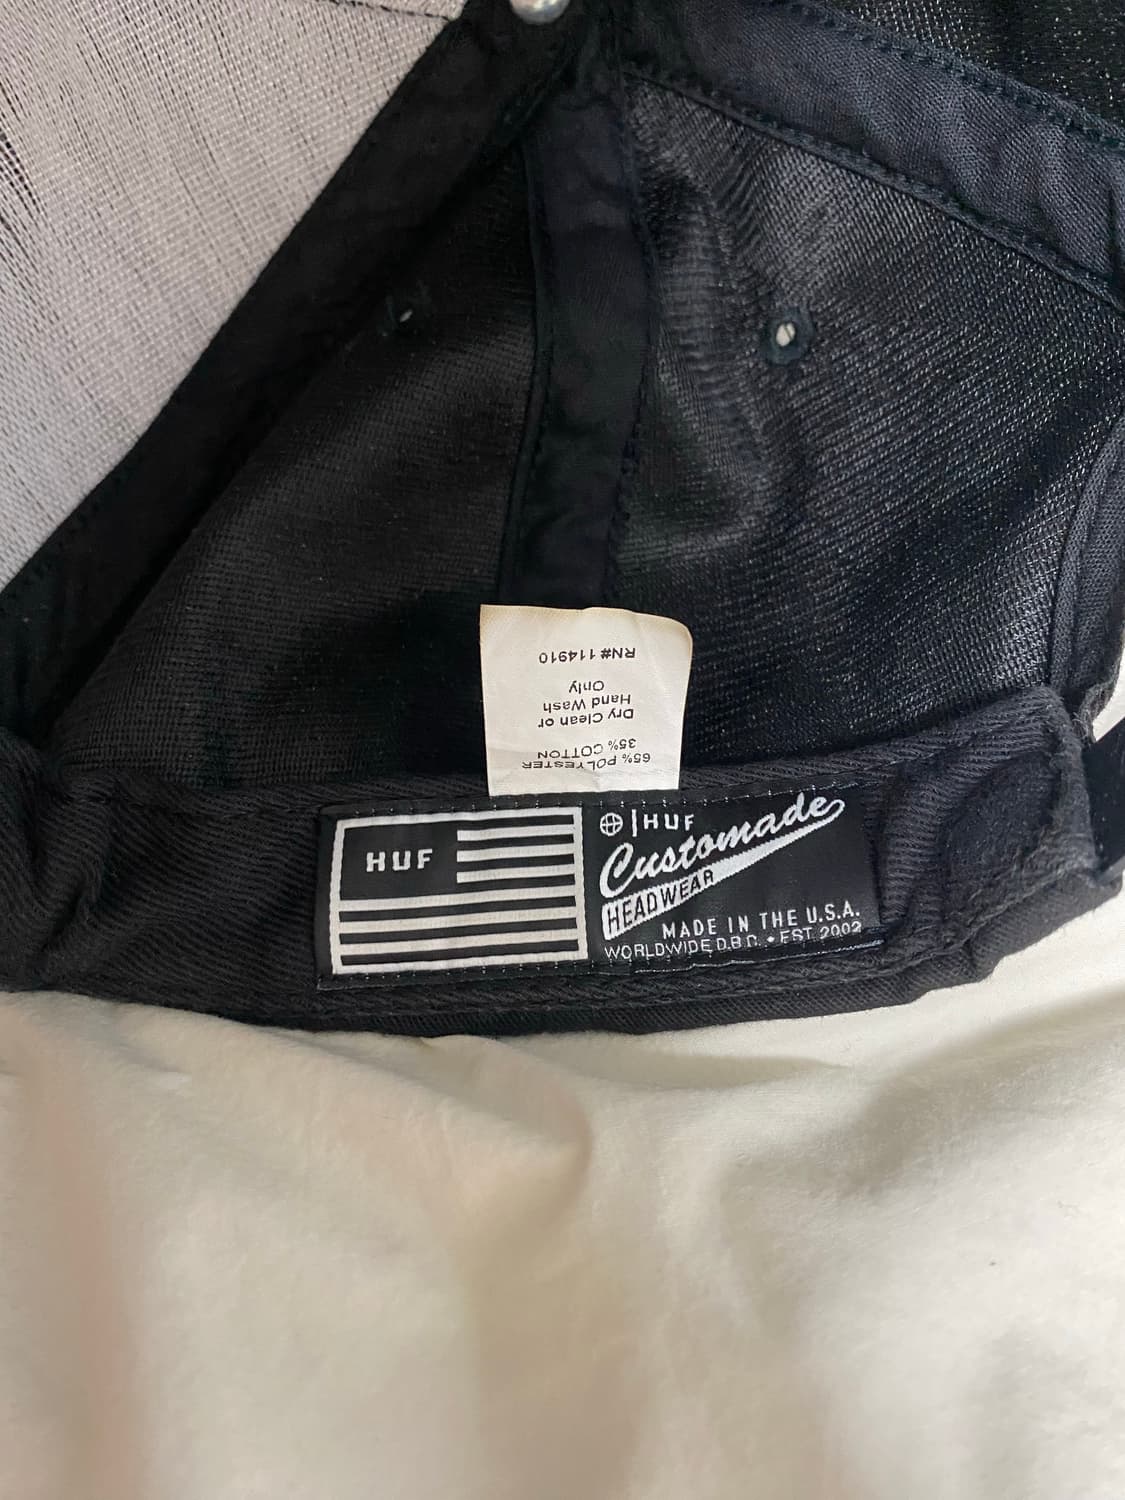 65% POLYESTER
35% COTTON
Dry Clean or
Hand Wash
Only
RN# 114910
HUF
HUF
Customade
HEADWEAR
MADE IN THE U.S.A.
WORLDWIDE D.B.C. • EST. 2002